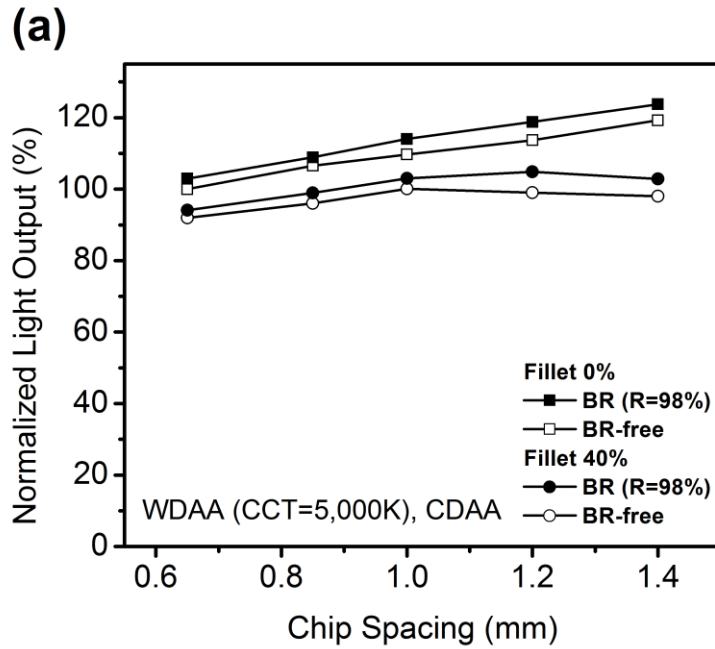 (a)
Normalized Light Output (%)
120
100
80
60
40
20
0
Fillet 0%
BR (R=98%)
BR-free
Fillet 40%
BR (R=98%)
BR-free
WDAA (CCT=5,000K), CDAA
0.6 0.8 1.0 1.2 1.4
Chip Spacing (mm)